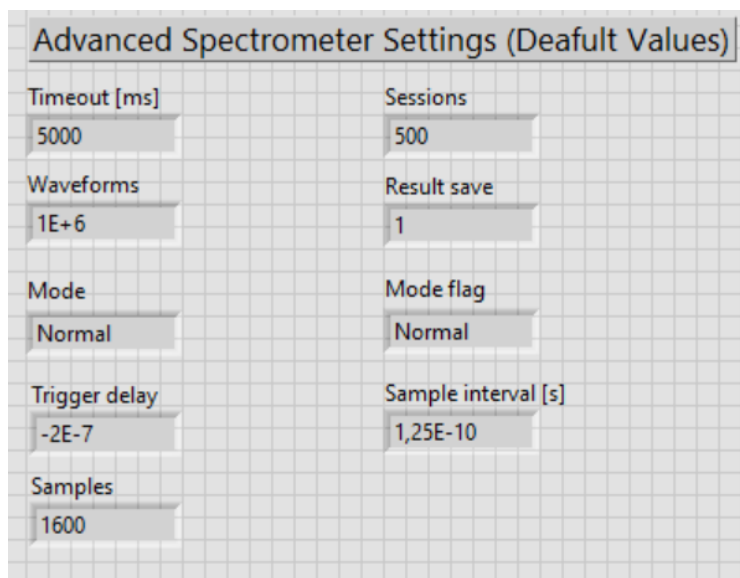 Advanced Spectrometer Settings (Deafult Values)
Timeout [ms]
5000
Sessions
500
Waveforms
1E+6
Result save
1
Mode
Normal
Mode flag
Normal
Trigger delay
-2E-7
Sample interval [s]
1,25E-10
Samples
1600